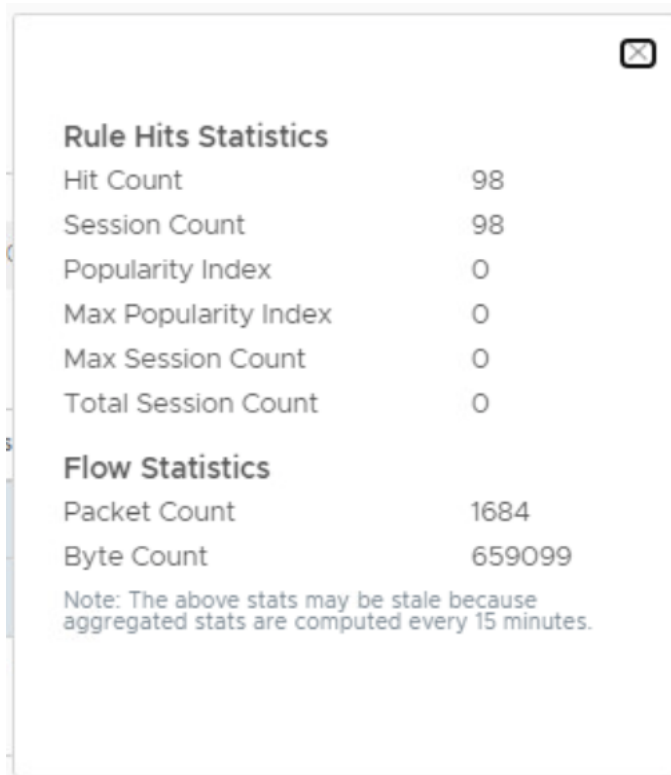 Rule Hits Statistics
Hit Count 98
Session Count 98
Popularity Index 0
Max Popularity Index 0
Max Session Count 0
Total Session Count 0
Flow Statistics
Packet Count 1684
Byte Count 659099
Note: The above stats may be stale because
aggregated stats are computed every 15 minutes.